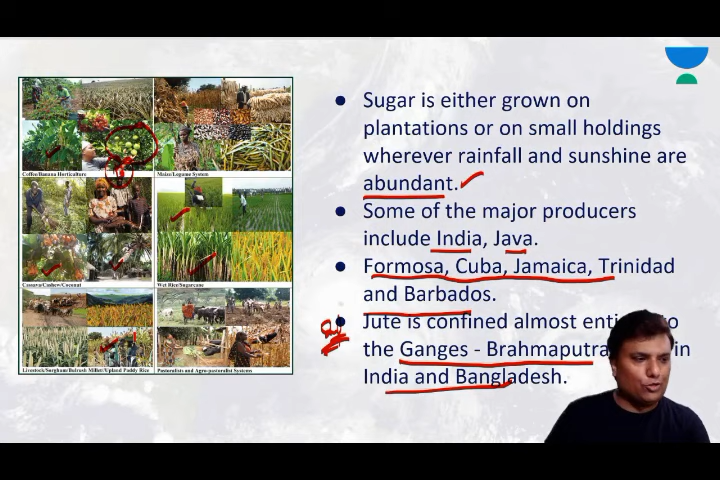 ● Sugar is either grown on
plantations or on small holdings
wherever rainfall and sunshine are
abundant.
● Some of the major producers
include India, Java.
● Formosa, Cuba, Jamaica, Trinidad
and Barbados.
● Jute is confined almost
the Ganges - Brahmaputra in
India and Bangladesh.
Coffee/Banana Horticulture
Maize/Legume System
Cassava/Cashew/Coconut
Wet Rice/Sugarcane
Livestock/Sorghum/Bulrush Millet/Upland Paddy Rice
Pastoralists and Agro-pastoralist Systems